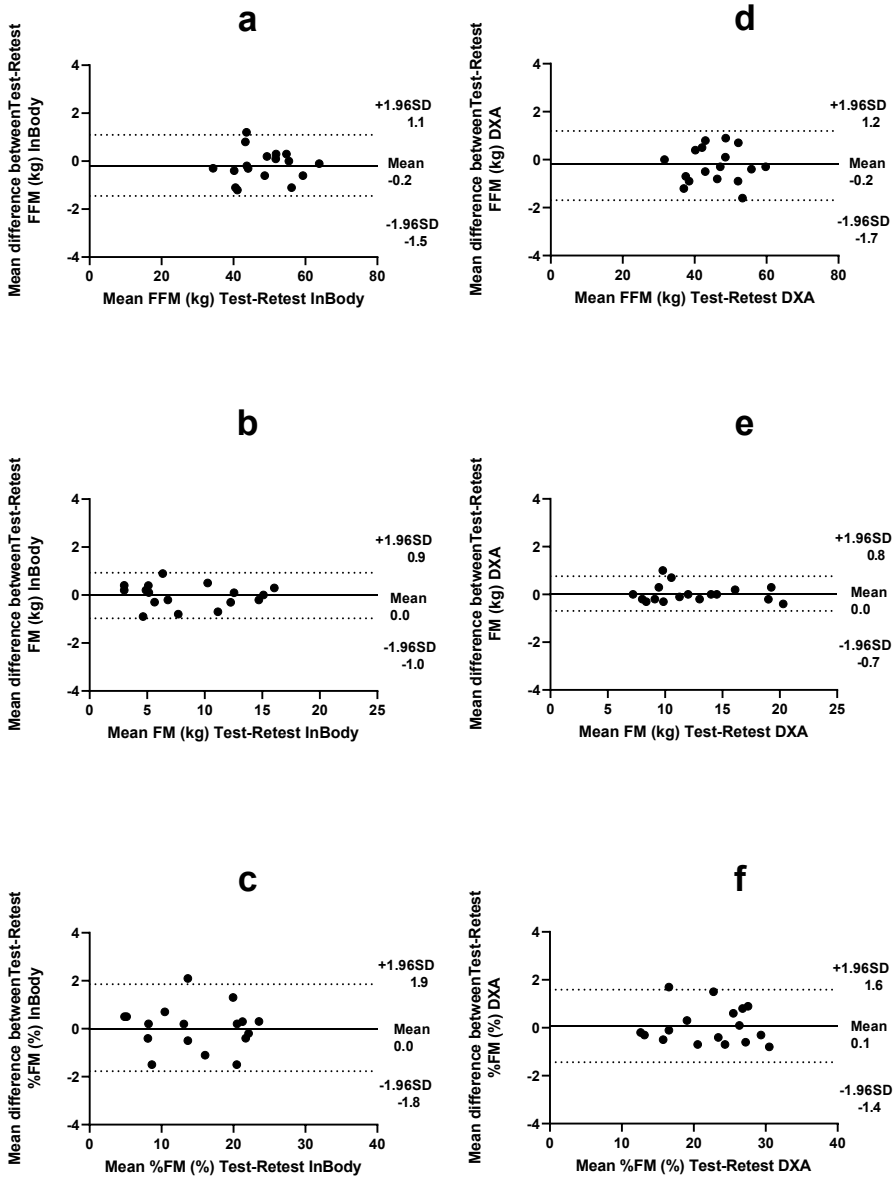 a
Mean difference betweenTest-Retest
FFM (kg) InBody
4
2
0
-2
-4
0
20
40
60
80
+1.96SD
1.1
Mean
-0.2
-1.96SD
-1.5
Mean FFM (kg) Test-Retest InBody
d
Mean difference betweenTest-Retest
FFM (kg) DXA
4
2
0
-2
-4
0
20
40
60
80
+1.96SD
1.2
Mean
-0.2
-1.96SD
-1.7
Mean FFM (kg) Test-Retest DXA
b
Mean difference betweenTest-Retest
FM (kg) InBody
4
2
0
-2
-4
0
5
10
15
20
25
+1.96SD
0.9
Mean
0.0
-1.96SD
-1.0
Mean FM (kg) Test-Retest InBody
e
Mean difference betweenTest-Retest
FM (kg) DXA
4
2
0
-2
-4
0
5
10
15
20
25
+1.96SD
0.8
Mean
0.0
-1.96SD
-0.7
Mean FM (kg) Test-Retest DXA
c
Mean difference betweenTest-Retest
%FM (%) InBody
4
2
0
-2
-4
0
10
20
30
40
+1.96SD
1.9
Mean
0.0
-1.96SD
-1.8
Mean %FM (%) Test-Retest InBody
f
Mean difference betweenTest-Retest
%FM (%) DXA
4
2
0
-2
-4
0
10
20
30
40
+1.96SD
1.6
Mean
0.1
-1.96SD
-1.4
Mean %FM (%) Test-Retest DXA